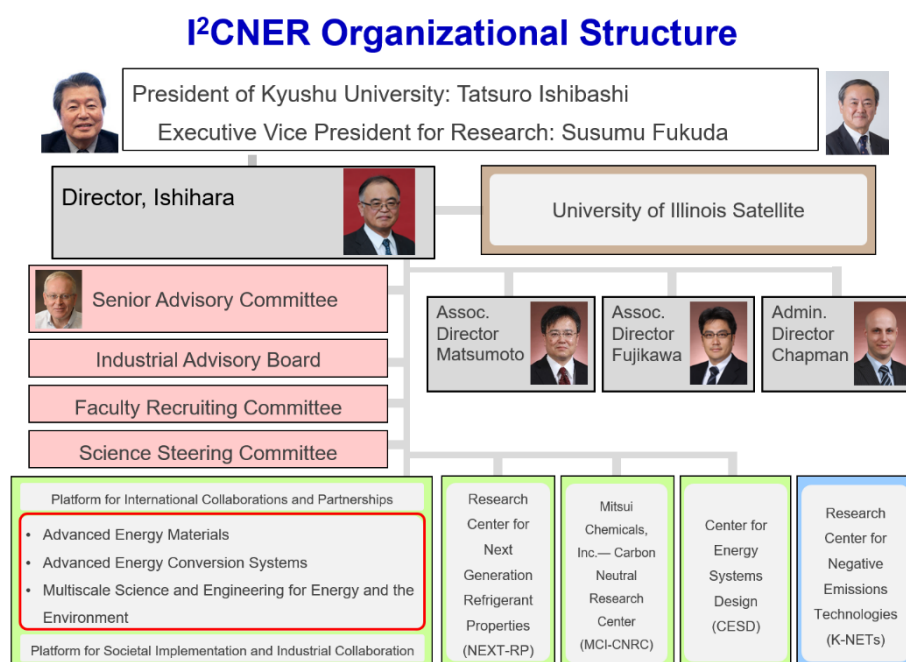 I²CNER Organizational Structure
President of Kyushu University: Tatsuro Ishibashi
Executive Vice President for Research: Susumu Fukuda
Director, Ishihara
University of Illinois Satellite
Senior Advisory Committee
Industrial Advisory Board
Faculty Recruiting Committee
Science Steering Committee
Assoc.
Director
Matsumoto
Assoc.
Director
Fujikawa
Admin.
Director
Chapman
Platform for International Collaborations and Partnerships
• Advanced Energy Materials
• Advanced Energy Conversion Systems
• Multiscale Science and Engineering for Energy and the
Environment
Platform for Societal Implementation and Industrial Collaboration
Research
Center for
Next
Generation
Refrigerant
Properties
(NEXT-RP)
Mitsui
Chemicals,
Inc.— Carbon
Neutral
Research
Center
(MCI-CNRC)
Center for
Energy
Systems
Design
(CESD)
Research
Center for
Negative
Emissions
Technologies
(K-NETs)